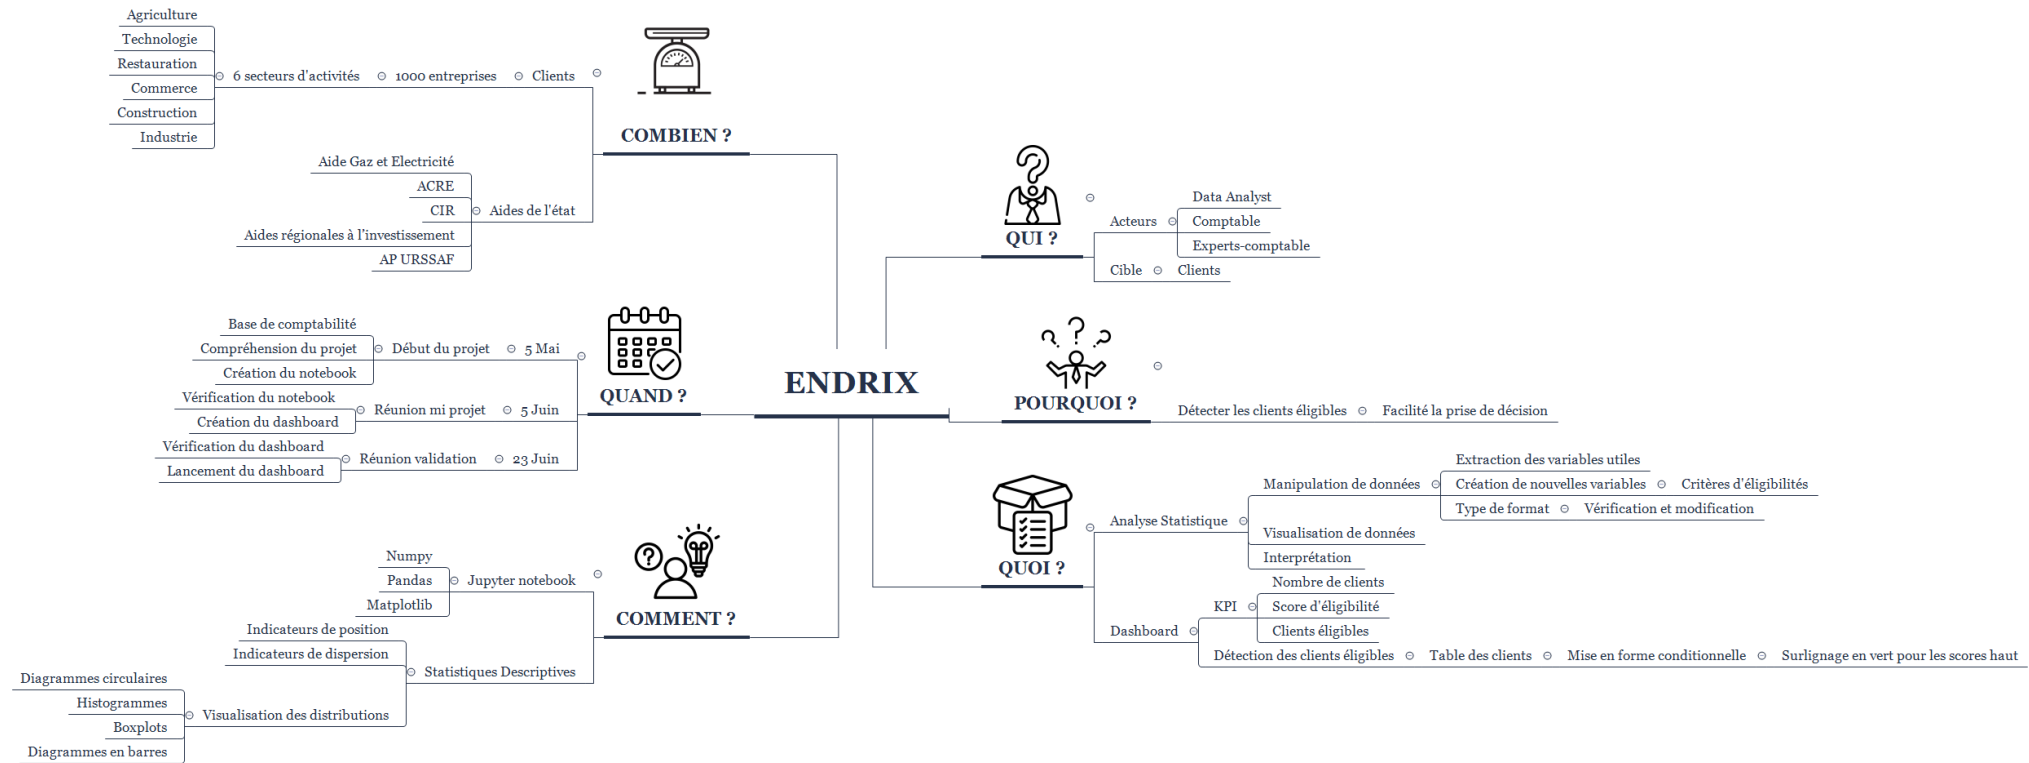 ENDRIX
COMBIEN ?
Clients
1000 entreprises
6 secteurs d'activités
Agriculture
Technologie
Restauration
Commerce
Construction
Industrie
Aides de l'état
Aide Gaz et Electricité
ACRE
CIR
Aides régionales à l'investissement
AP URSSAF
QUAND ?
5 Mai
Début du projet
Base de comptabilité
Compréhension du projet
Création du notebook
5 Juin
Réunion mi projet
Vérification du notebook
Création du dashboard
23 Juin
Réunion validation
Vérification du dashboard
Lancement du dashboard
COMMENT ?
Jupyter notebook
Numpy
Pandas
Matplotlib
Statistiques Descriptives
Indicateurs de position
Indicateurs de dispersion
Visualisation des distributions
Diagrammes circulaires
Histogrammes
Boxplots
Diagrammes en barres
QUI ?
Acteurs
Data Analyst
Comptable
Experts-comptable
Cible
Clients
POURQUOI ?
Détecter les clients éligibles
Facilité la prise de décision
QUOI ?
Analyse Statistique
Manipulation de données
Extraction des variables utiles
Création de nouvelles variables
Critères d'éligibilités
Type de format
Vérification et modification
Visualisation de données
Interprétation
Dashboard
KPI
Nombre de clients
Score d'éligibilité
Clients éligibles
Détection des clients éligibles
Table des clients
Mise en forme conditionnelle
Surlignage en vert pour les scores haut